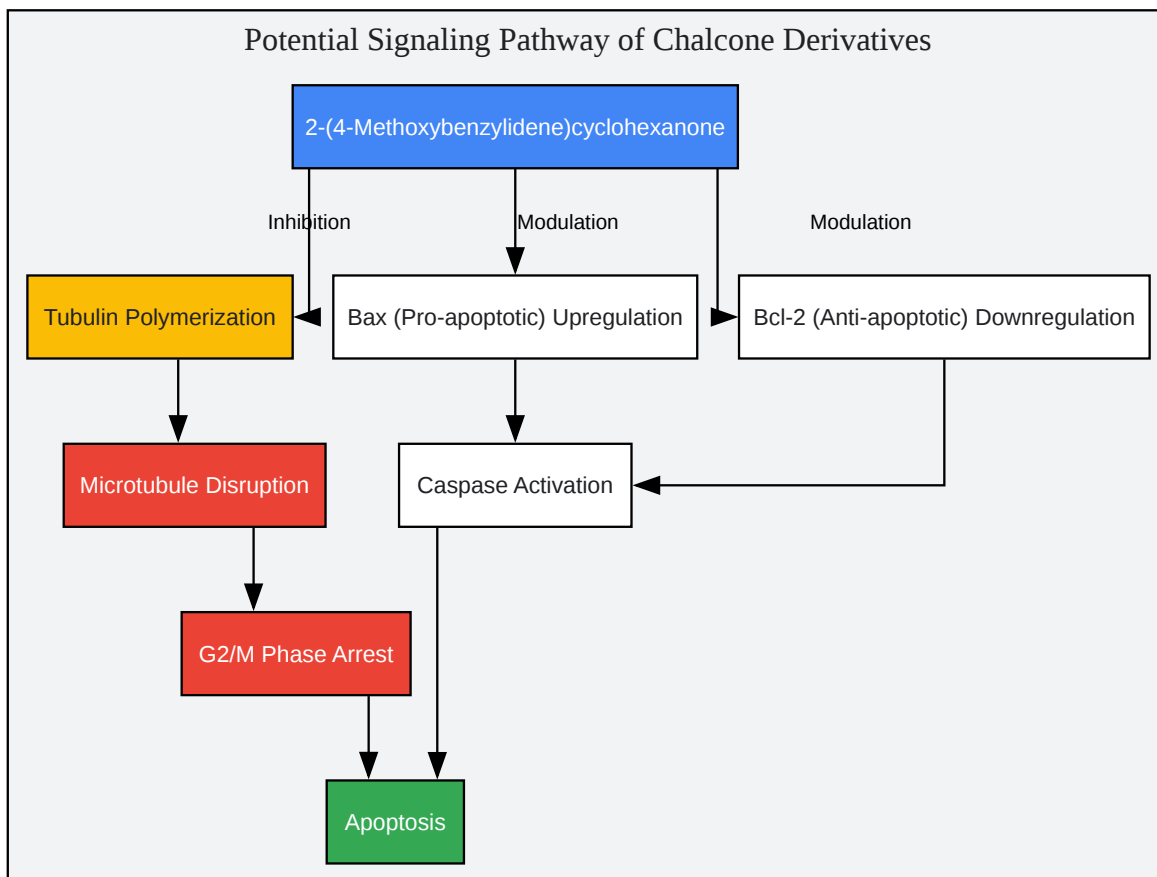 Potential Signaling Pathway of Chalcone Derivatives
2-(4-Methoxybenzylidene)cyclohexanone
Inhibition
Modulation
Modulation
Tubulin Polymerization
Bax (Pro-apoptotic) Upregulation
Bcl-2 (Anti-apoptotic) Downregulation
Microtubule Disruption
Caspase Activation
G2/M Phase Arrest
Apoptosis